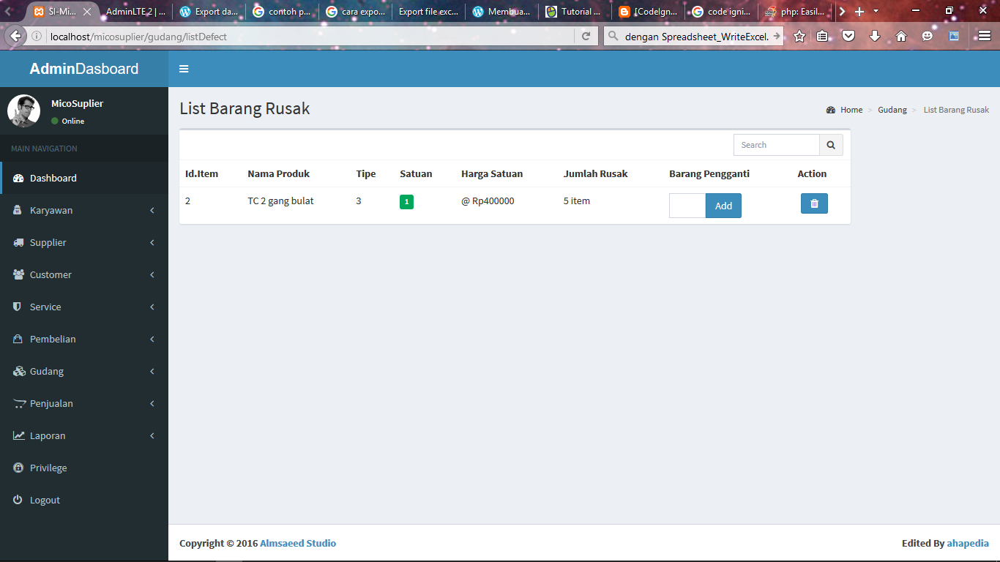 SI-Mi... AdminLTE 2 | ... Export da... contoh p... cara expo... Export file exc... Membua... Tutorial ... [CodeIgn... code igni... php: Easil...
localhost/micosuplier/gudang/listDefect dengan Spreadsheet_WriteExcel.
AdminDasboard
MicoSuplier
Online
MAIN NAVIGATION
Dashboard
Karyawan
Supplier
Customer
Service
Pembelian
Gudang
Penjualan
Laporan
Privilege
Logout
List Barang Rusak
Home > Gudang > List Barang Rusak
Search
Id.Item Nama Produk Tipe Satuan Harga Satuan Jumlah Rusak Barang Pengganti Action
2 TC 2 gang bulat 3 1 @ Rp400000 5 item Add
Copyright © 2016 Almsaeed Studio Edited By ahapedia